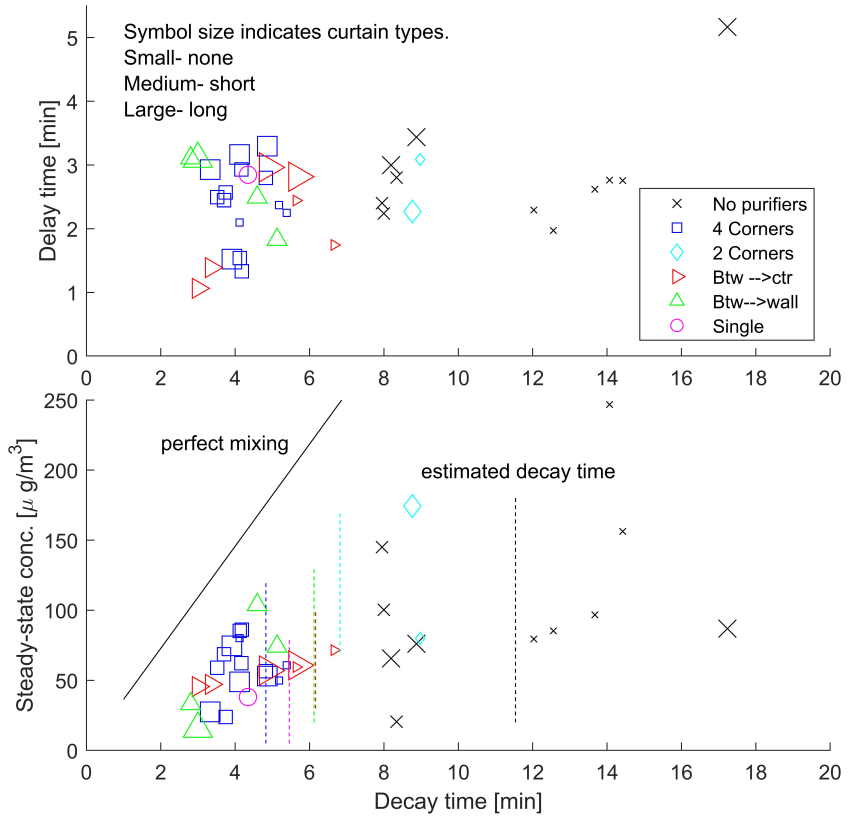 Symbol size indicates curtain types.
Small- none
Medium- short
Large- long
Delay time [min]
5
4
3
2
1
0
0 2 4 6 8 10 12 14 16 18 20
No purifiers
4 Corners
2 Corners
Btw -->ctr
Btw-->wall
Single
Steady-state conc. [μ g/m³]
250
200
150
100
50
0
perfect mixing
estimated decay time
0 2 4 6 8 10 12 14 16 18 20
Decay time [min]